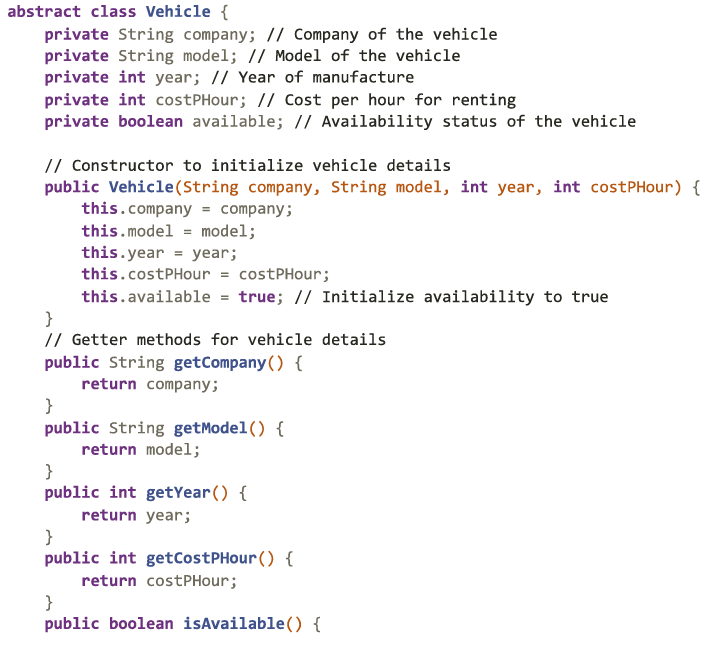 abstract class Vehicle {
    private String company; // Company of the vehicle
    private String model; // Model of the vehicle
    private int year; // Year of manufacture
    private int costPHour; // Cost per hour for renting
    private boolean available; // Availability status of the vehicle

    // Constructor to initialize vehicle details
    public Vehicle(String company, String model, int year, int costPHour) {
        this.company = company;
        this.model = model;
        this.year = year;
        this.costPHour = costPHour;
        this.available = true; // Initialize availability to true
    }
    // Getter methods for vehicle details
    public String getCompany() {
        return company;
    }
    public String getModel() {
        return model;
    }
    public int getYear() {
        return year;
    }
    public int getCostPHour() {
        return costPHour;
    }
    public boolean isAvailable() {